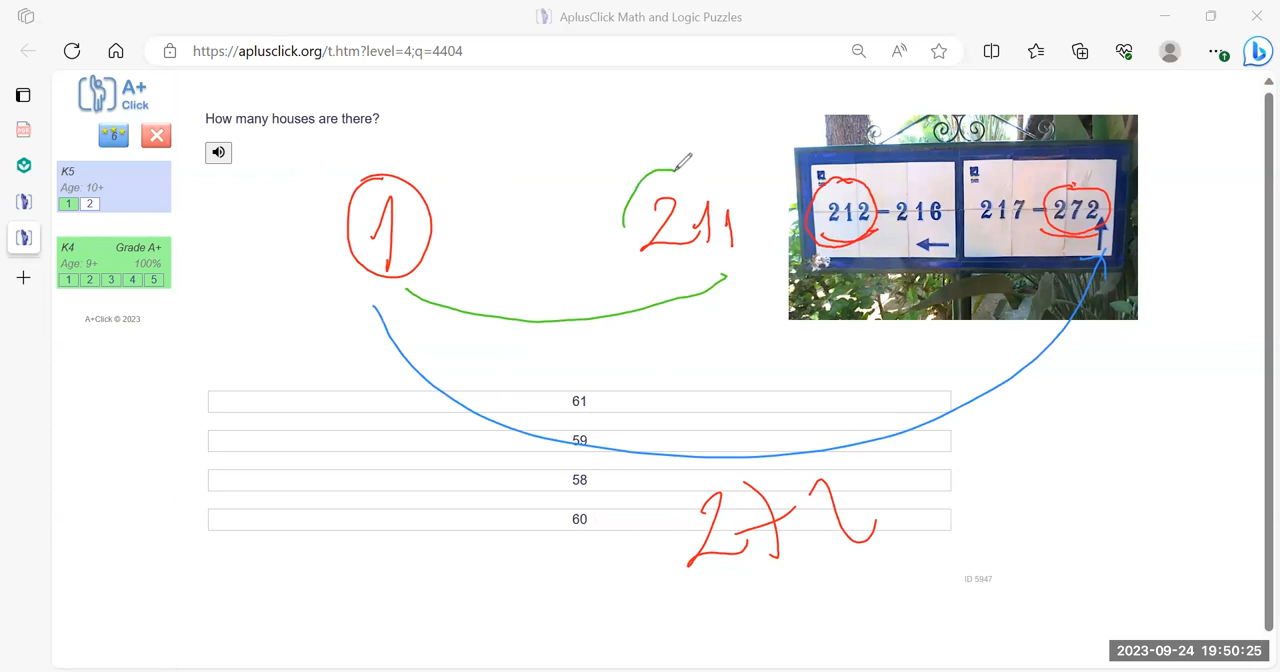 AplusClick Math and Logic Puzzles
https://aplusclick.org/t.htm?level=4;q=4404
A+
Click
6
K5
Age: 10+
1 2
K4 Grade A+
Age: 9+ 100%
1 2 3 4 5
A+Click © 2023
How many houses are there?
212-216
217-272
1
211
61
59
58
60
272
ID 5947
2023-09-24 19:50:25